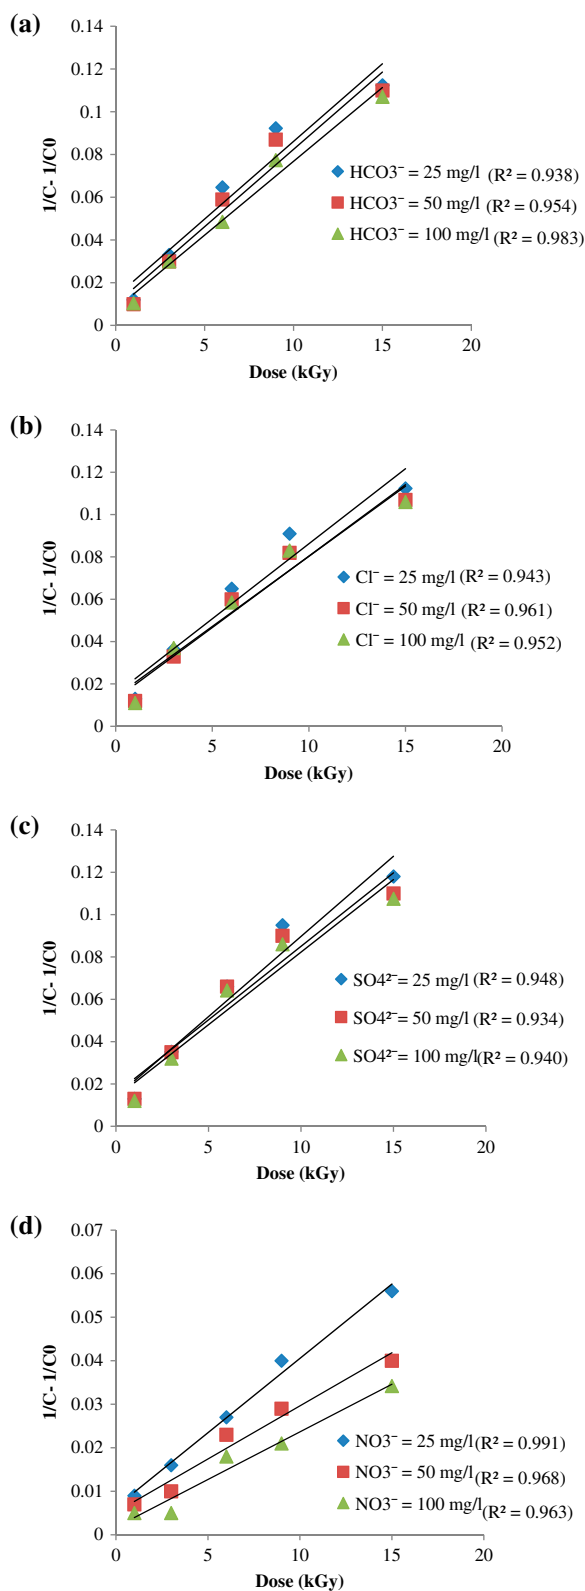 (a)
0.14
0.12
0.1
0.08
0.06
0.04
0.02
0
1/C- 1/C0
HCO3⁻ = 25 mg/l (R² = 0.938)
HCO3⁻ = 50 mg/l (R² = 0.954)
HCO3⁻ = 100 mg/l (R² = 0.983)
0 5 10 15 20
Dose (kGy)
(b)
0.14
0.12
0.1
0.08
0.06
0.04
0.02
0
1/C- 1/C0
Cl⁻ = 25 mg/l (R² = 0.943)
Cl⁻ = 50 mg/l (R² = 0.961)
Cl⁻ = 100 mg/l (R² = 0.952)
0 5 10 15 20
Dose (kGy)
(c)
0.14
0.12
0.1
0.08
0.06
0.04
0.02
0
1/C- 1/C0
SO4²⁻ = 25 mg/l (R² = 0.948)
SO4²⁻ = 50 mg/l (R² = 0.934)
SO4²⁻ = 100 mg/l (R² = 0.940)
0 5 10 15 20
Dose (kGy)
(d)
0.07
0.06
0.05
0.04
0.03
0.02
0.01
0
1/C- 1/C0
NO3⁻ = 25 mg/l (R² = 0.991)
NO3⁻ = 50 mg/l (R² = 0.968)
NO3⁻ = 100 mg/l (R² = 0.963)
0 5 10 15 20
Dose (kGy)